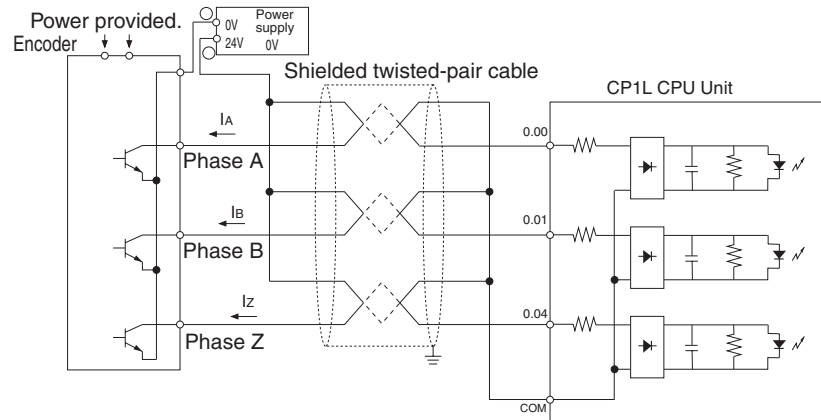 Power provided.
Encoder
0V
Power
supply
24V
0V
Shielded twisted-pair cable
CP1L CPU Unit
IA
0.00
Phase A
IB
0.01
Phase B
IZ
0.04
Phase Z
COM